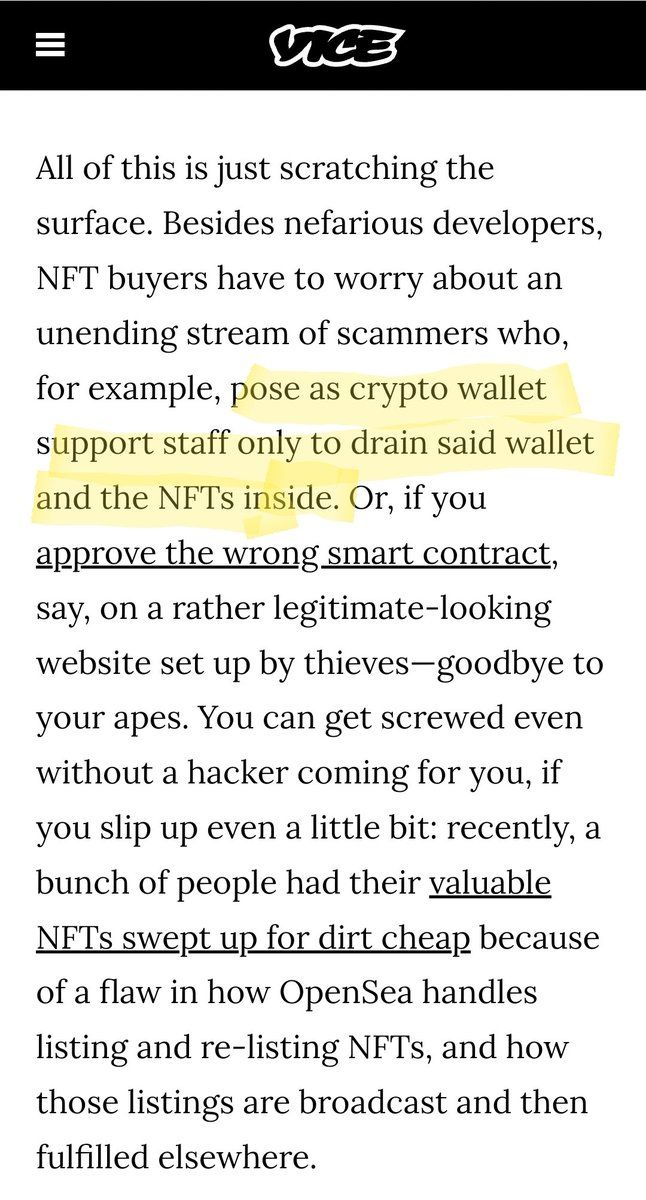 VICE
All of this is just scratching the
surface. Besides nefarious developers,
NFT buyers have to worry about an
unending stream of scammers who,
for example, pose as crypto wallet
support staff only to drain said wallet
and the NFTs inside. Or, if you
approve the wrong smart contract,
say, on a rather legitimate-looking
website set up by thieves—goodbye to
your apes. You can get screwed even
without a hacker coming for you, if
you slip up even a little bit: recently, a
bunch of people had their valuable
NFTs swept up for dirt cheap because
of a flaw in how OpenSea handles
listing and re-listing NFTs, and how
those listings are broadcast and then
fulfilled elsewhere.